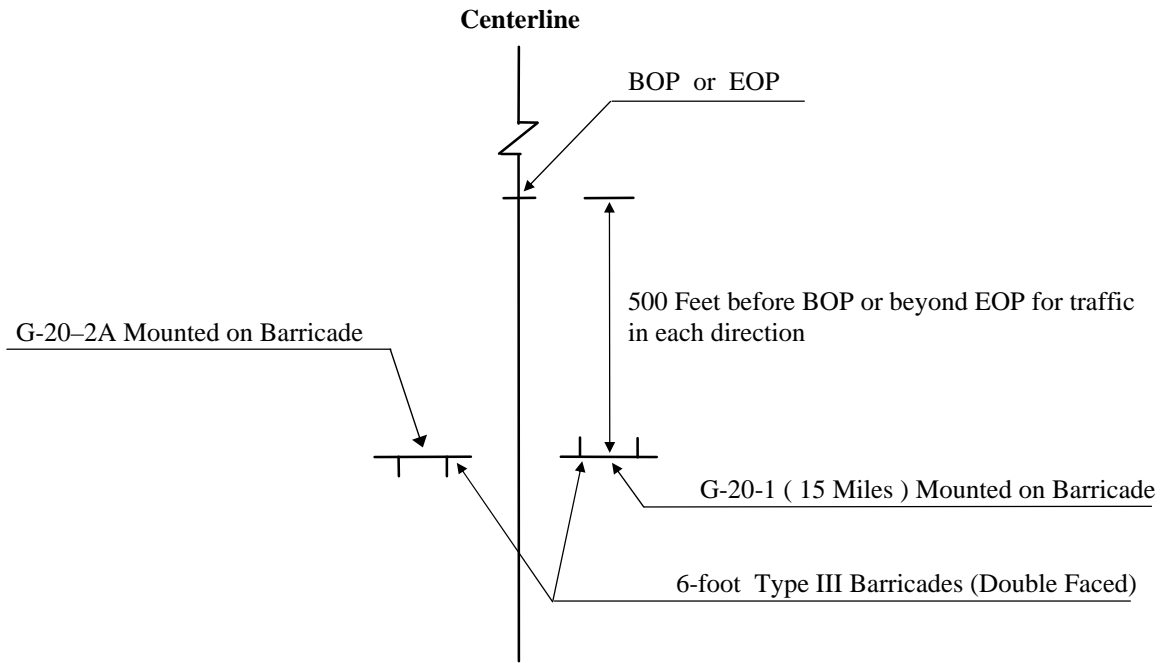 Centerline
BOP or EOP
500 Feet before BOP or beyond EOP for traffic
in each direction
G-20–2A Mounted on Barricade
G-20-1 ( 15 Miles ) Mounted on Barricade
6-foot Type III Barricades (Double Faced)